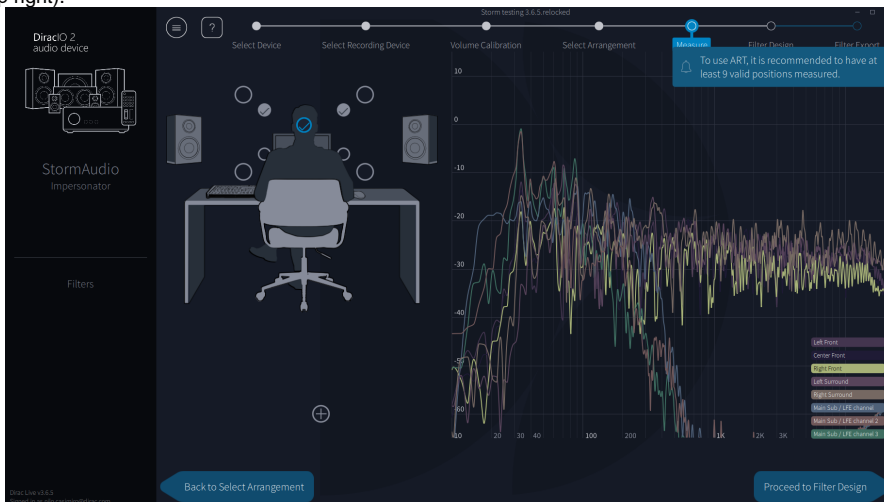 o right).
Storm testing 3.6.5:relocked
DiracIO 2
audio device
?
Select Device
Select Recording Device
Volume Calibration
Select Arrangement
Measure
Filter Design
Filter Export
To use ART, it is recommended to have at
least 9 valid positions measured.
StormAudio
Impersonator
Filters
10
0
-10
-20
-30
-40
-50
-60
10
20
30
40
100
200
1K
2K
3K
Left Front
Center Front
Right Front
Left Surround
Right Surround
Main Sub / LFE channel
Main Sub / LFE channel 2
Main Sub / LFE channel 3
Back to Select Arrangement
Proceed to Filter Design
Dirac Live v3.6.5